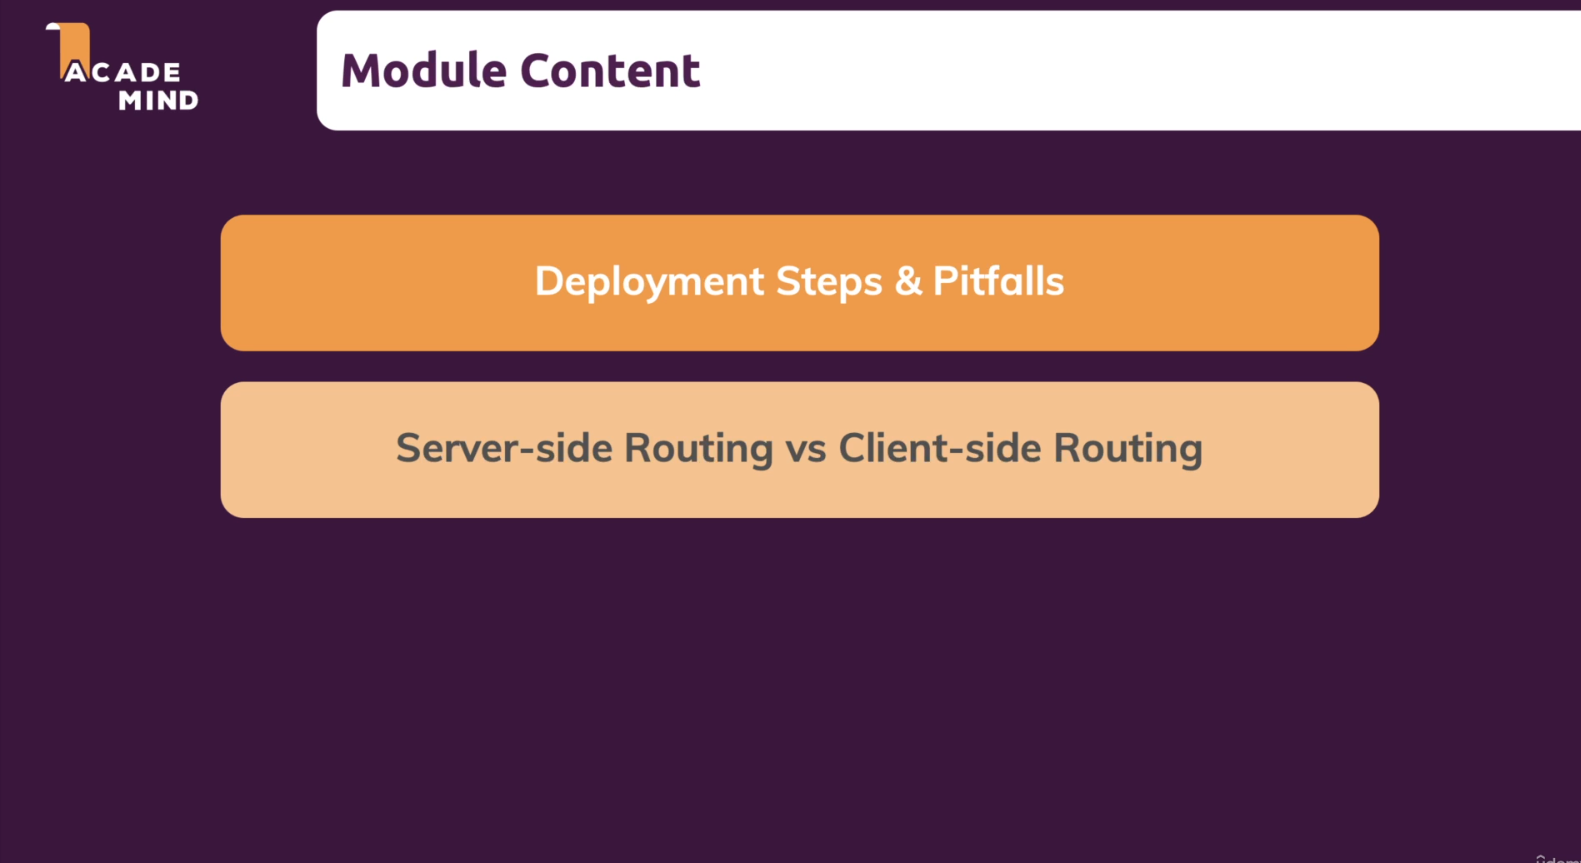 ACADE
MIND
Module Content
Deployment Steps & Pitfalls
Server-side Routing vs Client-side Routing